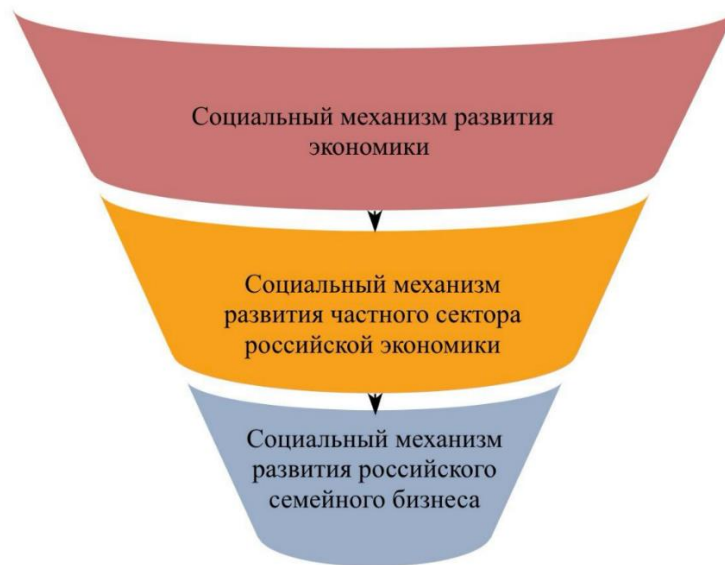 Социальный механизм развития
экономики
Социальный механизм
развития частного сектора
российской экономики
Социальный механизм
развития российского
семейного бизнеса